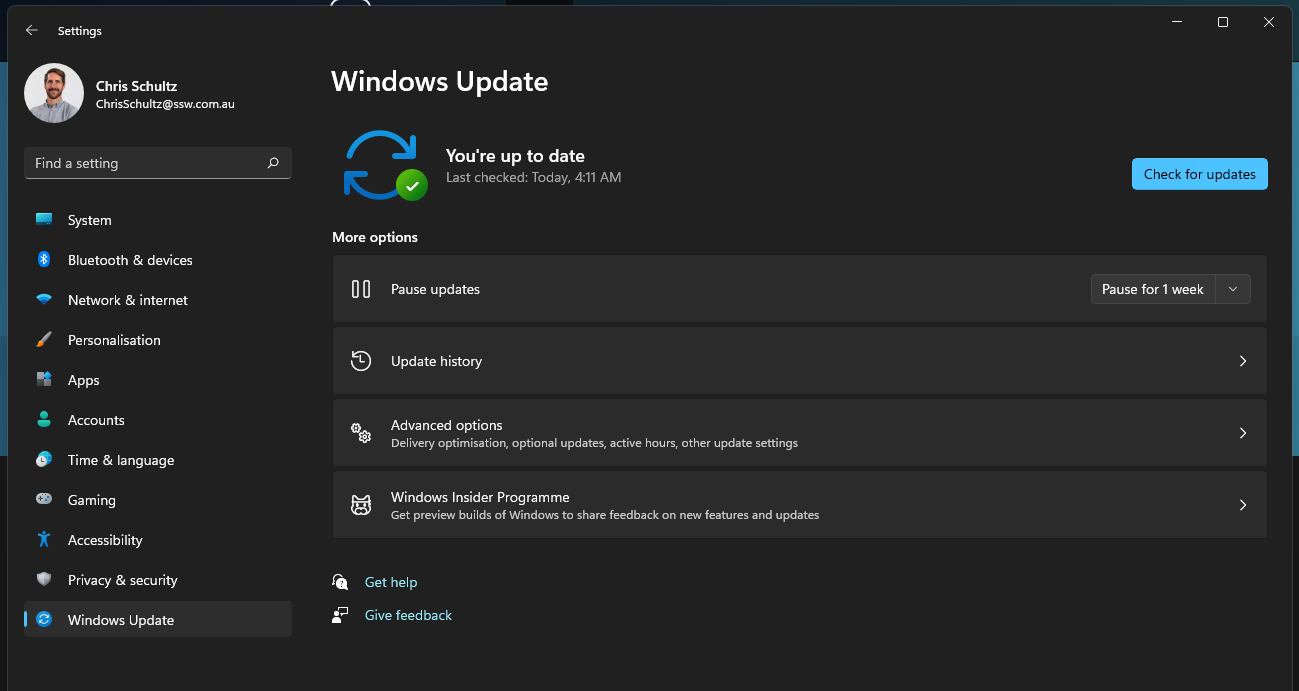 Settings
Chris Schultz
ChrisSchultz@ssw.com.au
Find a setting
System
Bluetooth & devices
Network & internet
Personalisation
Apps
Accounts
Time & language
Gaming
Accessibility
Privacy & security
Windows Update
Windows Update
You're up to date
Last checked: Today, 4:11 AM
Check for updates
More options
Pause updates
Pause for 1 week
Update history
Advanced options
Delivery optimisation, optional updates, active hours, other update settings
Windows Insider Programme
Get preview builds of Windows to share feedback on new features and updates
Get help
Give feedback